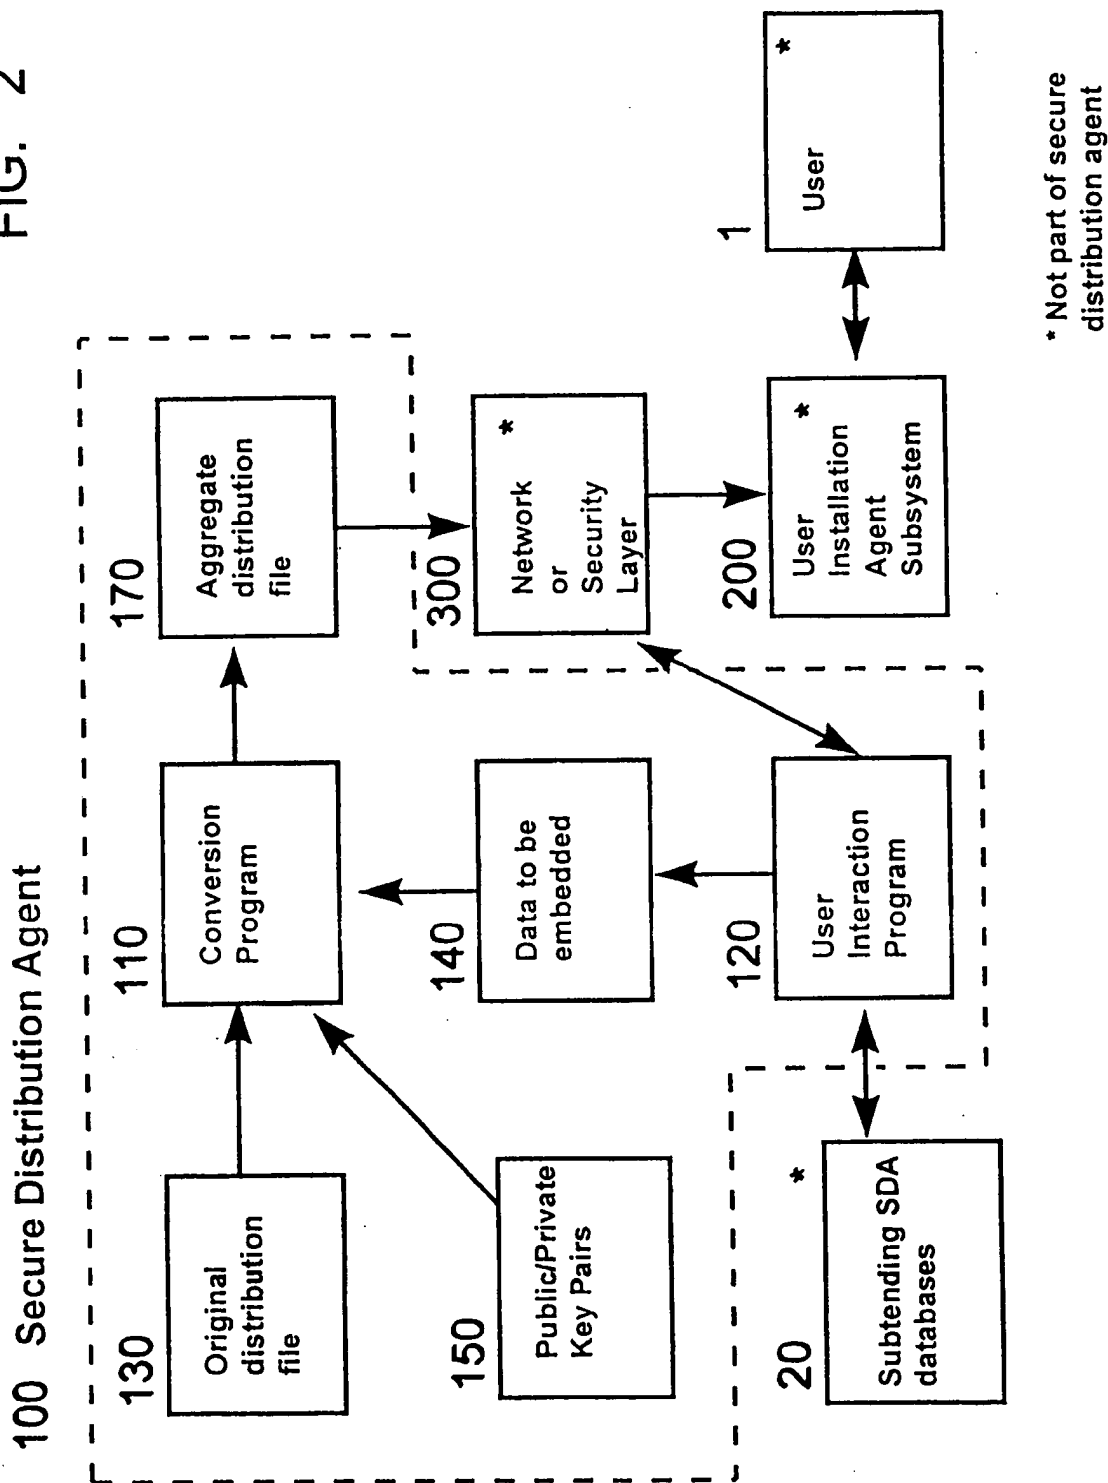 FIG. 2
100 Secure Distribution Agent
130
Original
distribution
file
110
Conversion
Program
170
Aggregate
distribution
file
150
Public/Private
Key Pairs
140
Data to be
embedded
300
*
Network
or
Security
Layer
20
*
Subtending SDA
databases
120
User
Interaction
Program
200
User *
Installation
Agent
Subsystem
1
User *
* Not part of secure
distribution agent